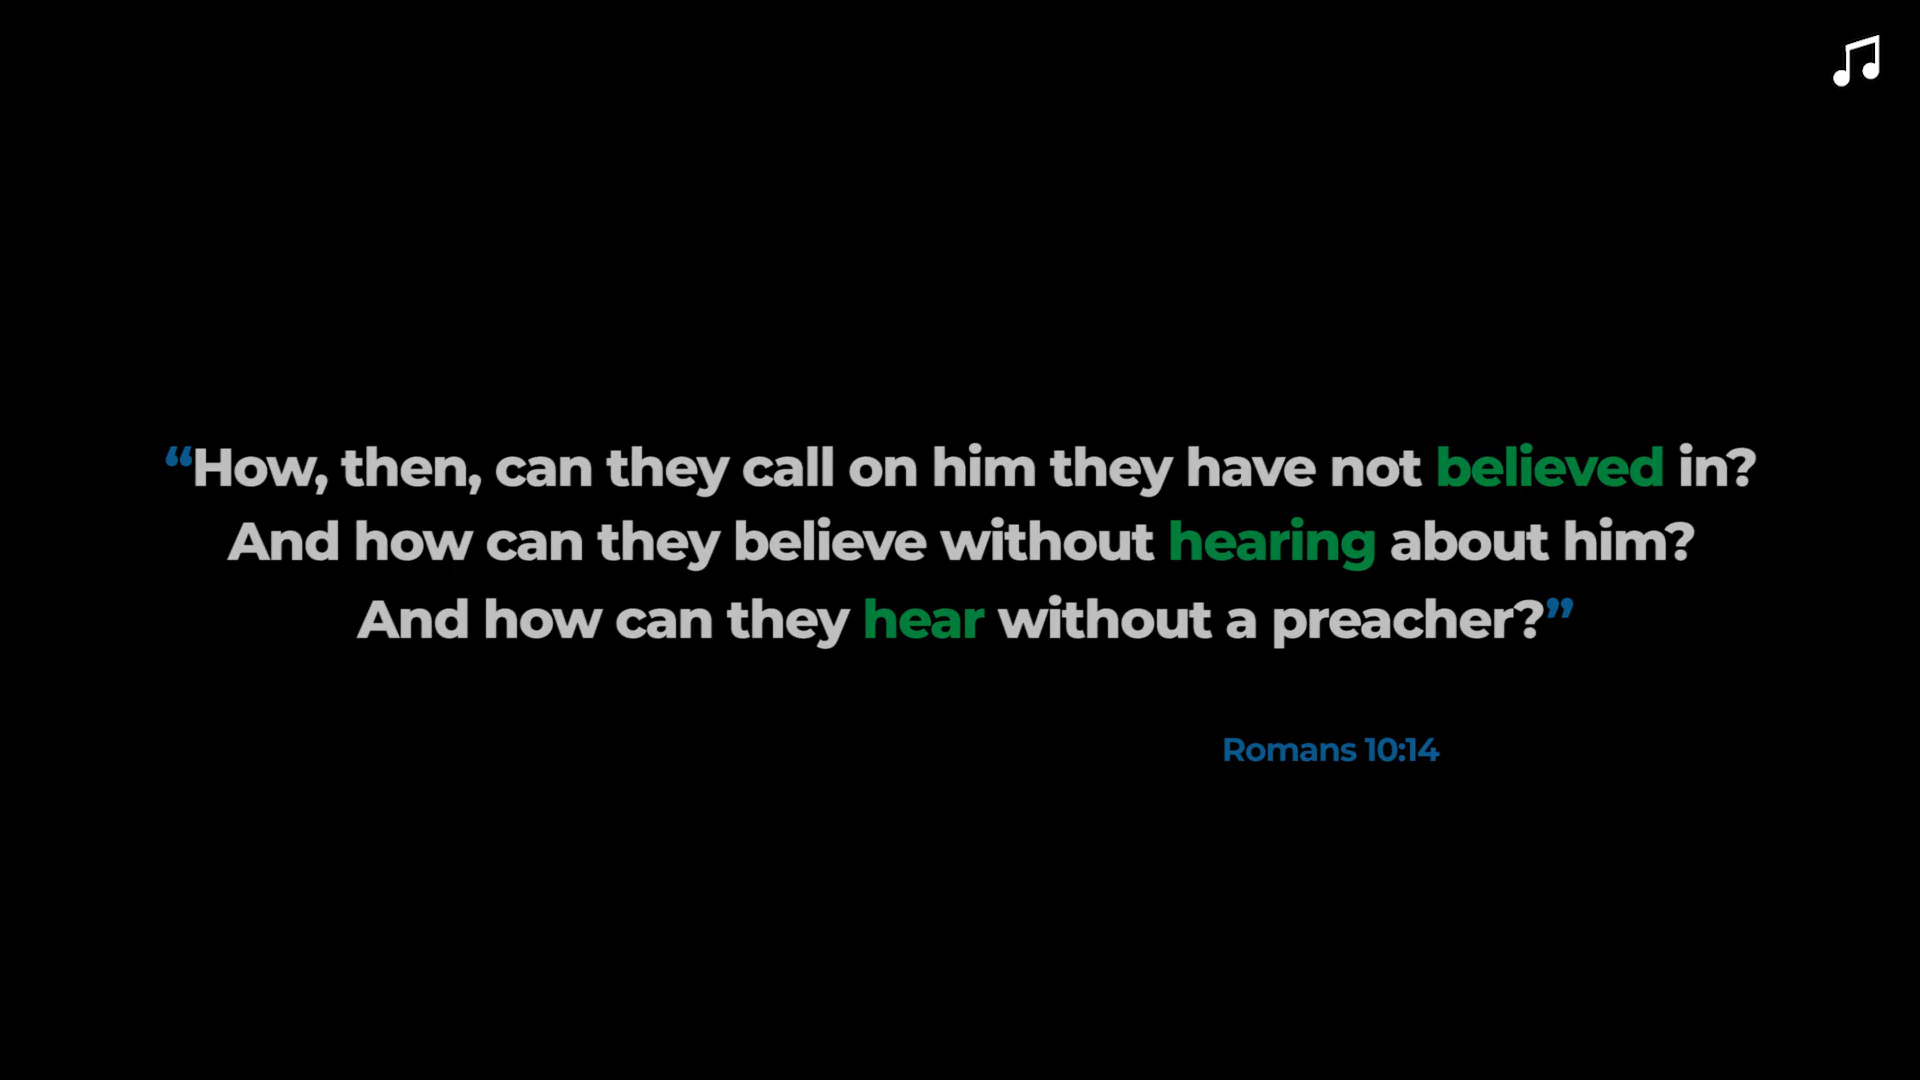 “How, then, can they call on him they have not believed in?
And how can they believe without hearing about him?
And how can they hear without a preacher?”
Romans 10:14